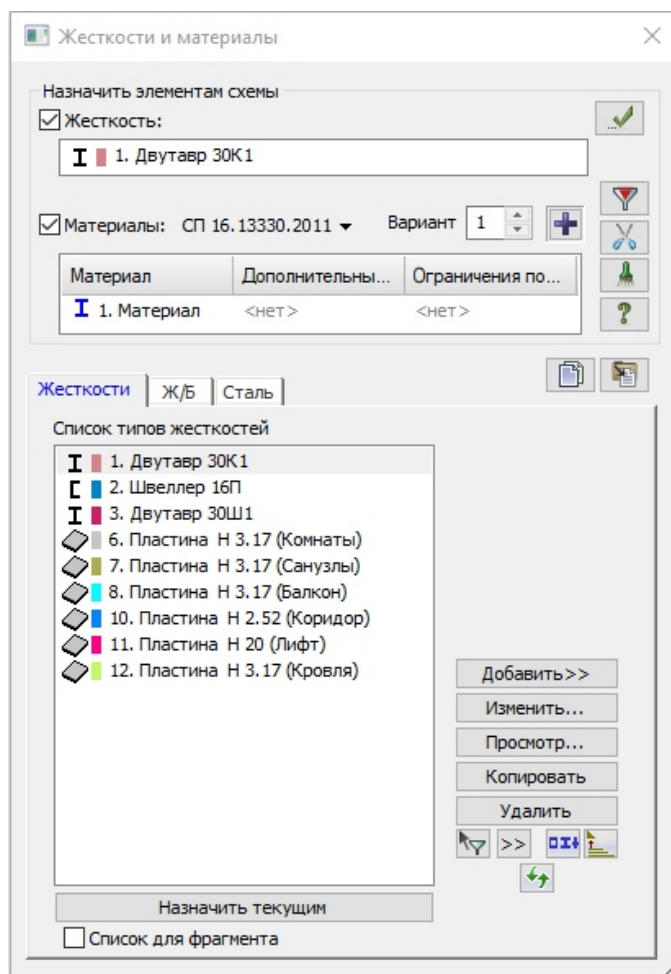 Жесткости и материалы
Назначить элементам схемы
Жесткость:
1. Двутавр 30К1
Материалы: СП 16.13330.2011 Вариант 1
Материал Дополнительны... Ограничения по...
1. Материал <нет> <нет>
Жесткости Ж/Б Сталь
Список типов жесткостей
1. Двутавр 30К1
2. Швеллер 16П
3. Двутавр 30Ш1
6. Пластина Н 3.17 (Комнаты)
7. Пластина Н 3.17 (Санузлы)
8. Пластина Н 3.17 (Балкон)
10. Пластина Н 2.52 (Коридор)
11. Пластина Н 20 (Лифт)
12. Пластина Н 3.17 (Кровля)
Добавить>>
Изменить...
Просмотр...
Копировать
Удалить
>>
Назначить текущим
Список для фрагмента